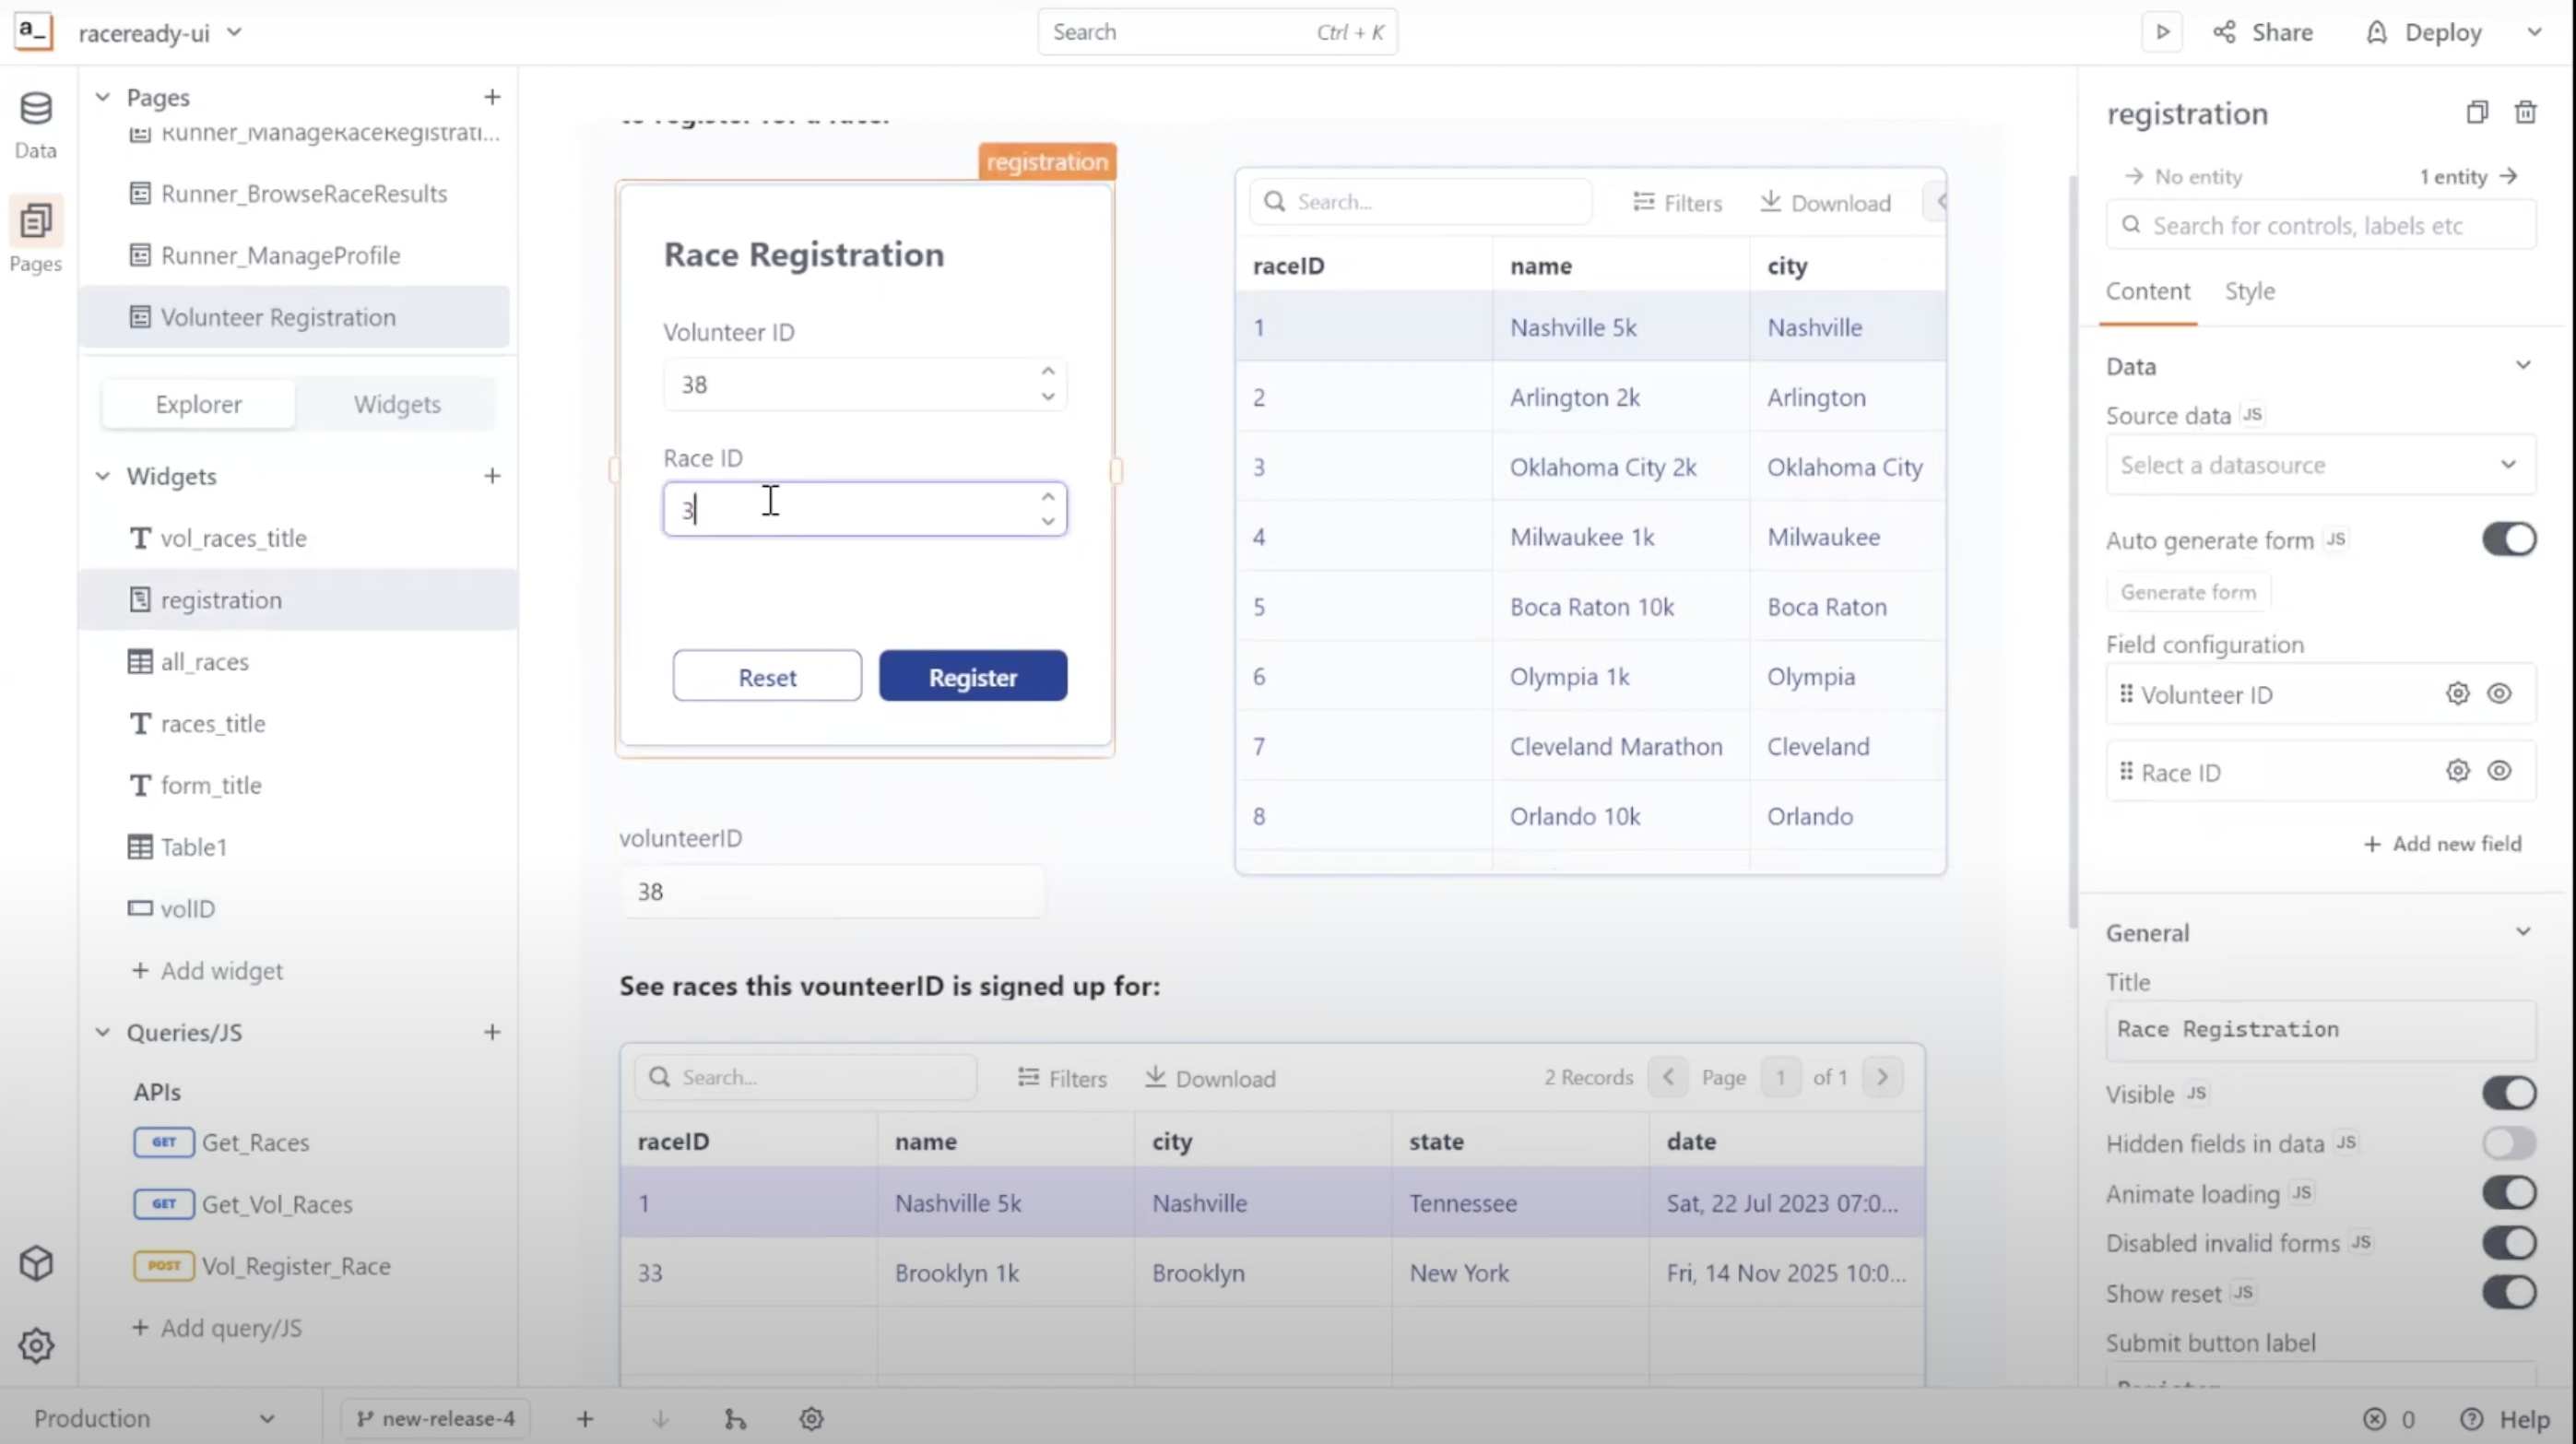 a_
raceready-ui
Search
Ctrl + K
Share
Deploy
Data
Pages
Pages
Runner_ManageRaceRegistrati...
Runner_BrowseRaceResults
Runner_ManageProfile
Volunteer Registration
Explorer
Widgets
Widgets
vol_races_title
registration
all_races
races_title
form_title
Table1
volID
+ Add widget
Queries/JS
APIs
GET Get_Races
GET Get_Vol_Races
POST Vol_Register_Race
+ Add query/JS
to register for a race.
registration
Race Registration
Volunteer ID
38
Race ID
3
Reset
Register
Search...
Filters
Download
raceID name city
1 Nashville 5k Nashville
2 Arlington 2k Arlington
3 Oklahoma City 2k Oklahoma City
4 Milwaukee 1k Milwaukee
5 Boca Raton 10k Boca Raton
6 Olympia 1k Olympia
7 Cleveland Marathon Cleveland
8 Orlando 10k Orlando
volunteerID
38
See races this vounteerID is signed up for:
Search...
Filters
Download
2 Records
Page 1 of 1
raceID name city state date
1 Nashville 5k Nashville Tennessee Sat, 22 Jul 2023 07:0...
33 Brooklyn 1k Brooklyn New York Fri, 14 Nov 2025 10:0...
registration
No entity
1 entity
Search for controls, labels etc
Content
Style
Data
Source data JS
Select a datasource
Auto generate form JS
Generate form
Field configuration
Volunteer ID
Race ID
+ Add new field
General
Title
Race Registration
Visible JS
Hidden fields in data JS
Animate loading JS
Disabled invalid forms JS
Show reset JS
Submit button label
Register
Production
new-release-4
0
Help